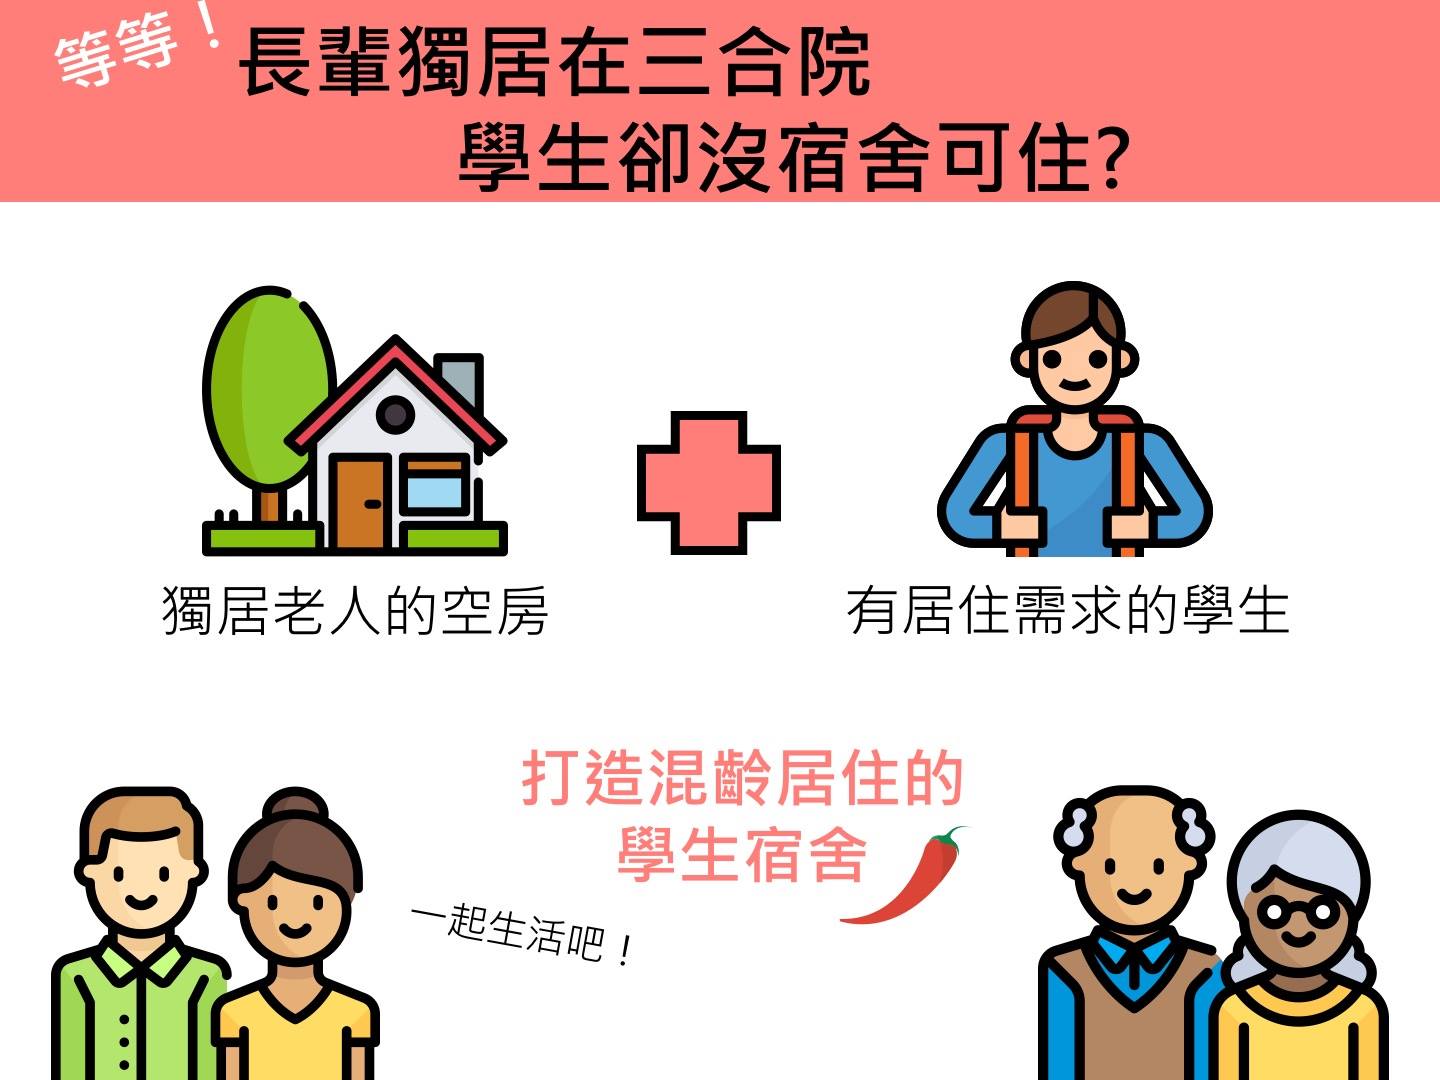 等等！
長輩獨居在三合院
學生卻沒宿舍可住?
獨居老人的空房
有居住需求的學生
打造混齡居住的
學生宿舍
一起生活吧！